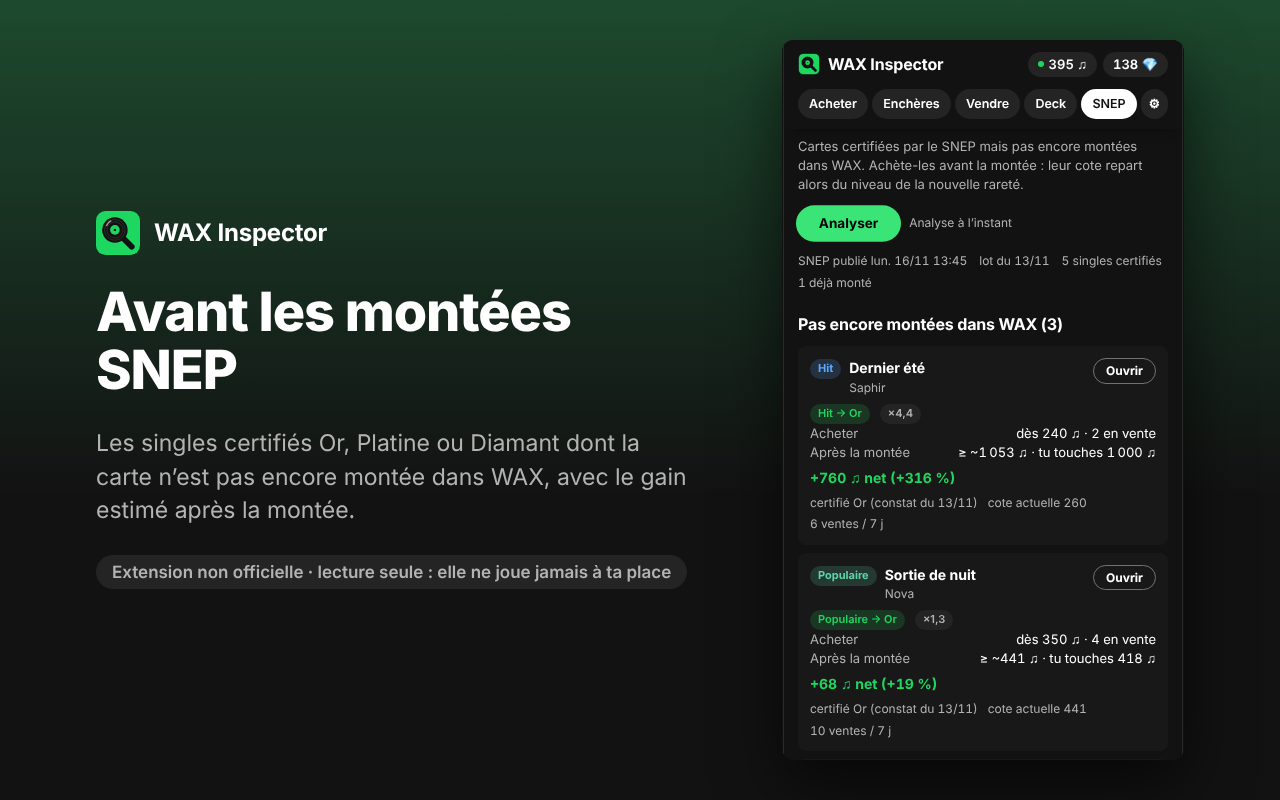 WAX Inspector
Avant les montées
SNEP
Les singles certifiés Or, Platine ou Diamant dont la
carte n’est pas encore montée dans WAX, avec le gain
estimé après la montée.
Extension non officielle · lecture seule : elle ne joue jamais à ta place
WAX Inspector
395 ♫
138 💎
Acheter Enchères Vendre Deck SNEP ⚙
Cartes certifiées par le SNEP mais pas encore montées
dans WAX. Achète-les avant la montée : leur cote repart
alors du niveau de la nouvelle rareté.
Analyser Analyse à l’instant
SNEP publié lun. 16/11 13:45 lot du 13/11 5 singles certifiés
1 déjà monté
Pas encore montées dans WAX (3)
Hit Dernier été Ouvrir
Saphir
Hit → Or ×4,4
Acheter dès 240 ♫ · 2 en vente
Après la montée ≥ ~1 053 ♫ · tu touches 1 000 ♫
+760 ♫ net (+316 %)
certifié Or (constat du 13/11) cote actuelle 260
6 ventes / 7 j
Populaire Sortie de nuit Ouvrir
Nova
Populaire → Or ×1,3
Acheter dès 350 ♫ · 4 en vente
Après la montée ≥ ~441 ♫ · tu touches 418 ♫
+68 ♫ net (+19 %)
certifié Or (constat du 13/11) cote actuelle 441
10 ventes / 7 j